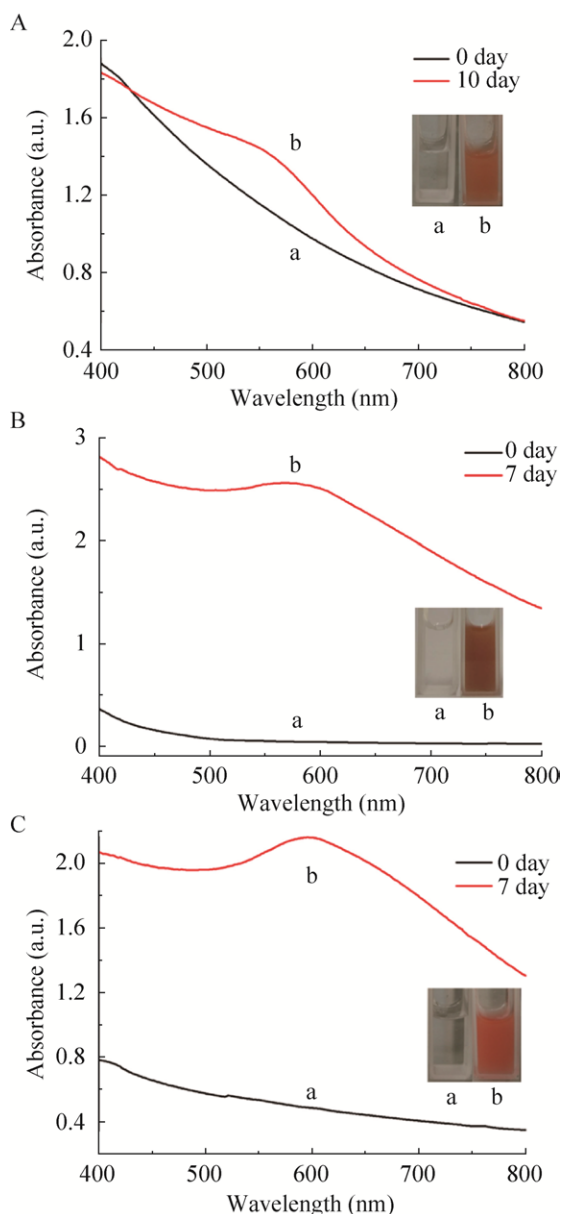 A
2.0
1.6
1.2
0.8
0.4
Absorbance (a.u.)
0 day
10 day
b
a
a b
400 500 600 700 800
Wavelength (nm)
B
3
2
1
0
Absorbance (a.u.)
0 day
7 day
b
a
a b
400 500 600 700 800
Wavelength (nm)
C
2.0
1.6
1.2
0.8
0.4
Absorbance (a.u.)
0 day
7 day
b
a
a b
400 500 600 700 800
Wavelength (nm)